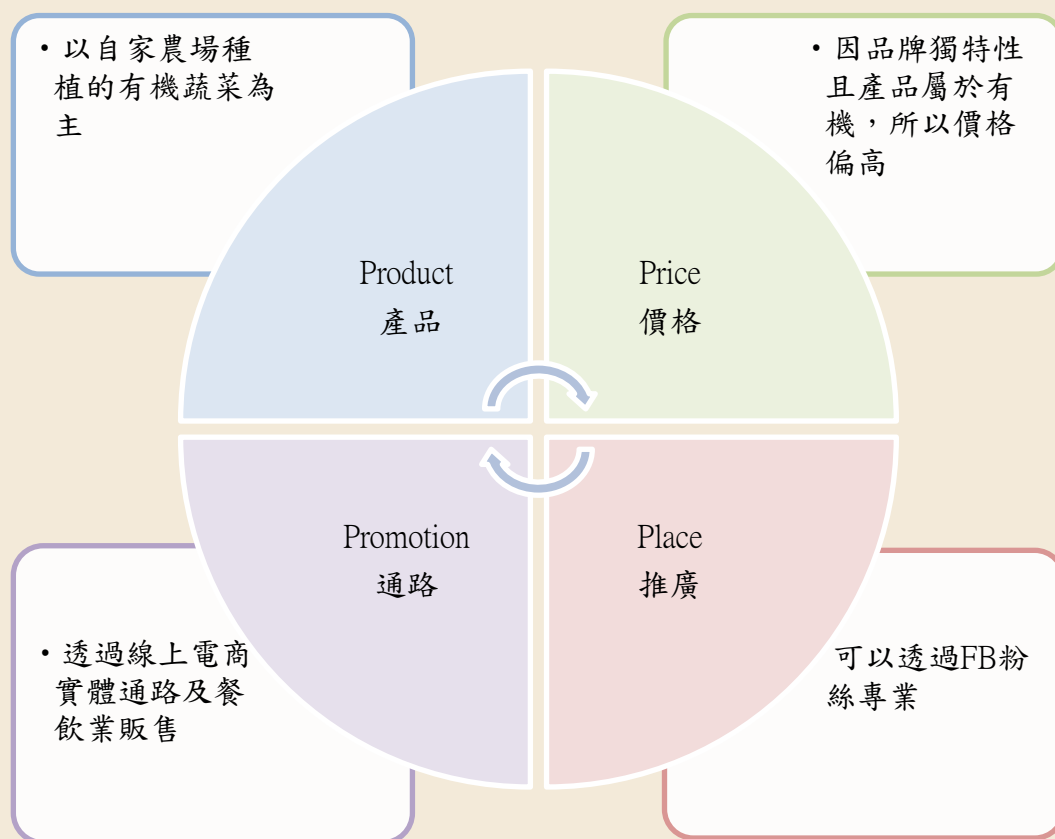 • 以自家農場種
植的有機蔬菜為
主
• 因品牌獨特性
且產品屬於有
機，所以價格
偏高
Product
產品
Price
價格
Promotion
通路
Place
推廣
• 透過線上電商
實體通路及餐
飲業販售
可以透過FB粉
絲專業